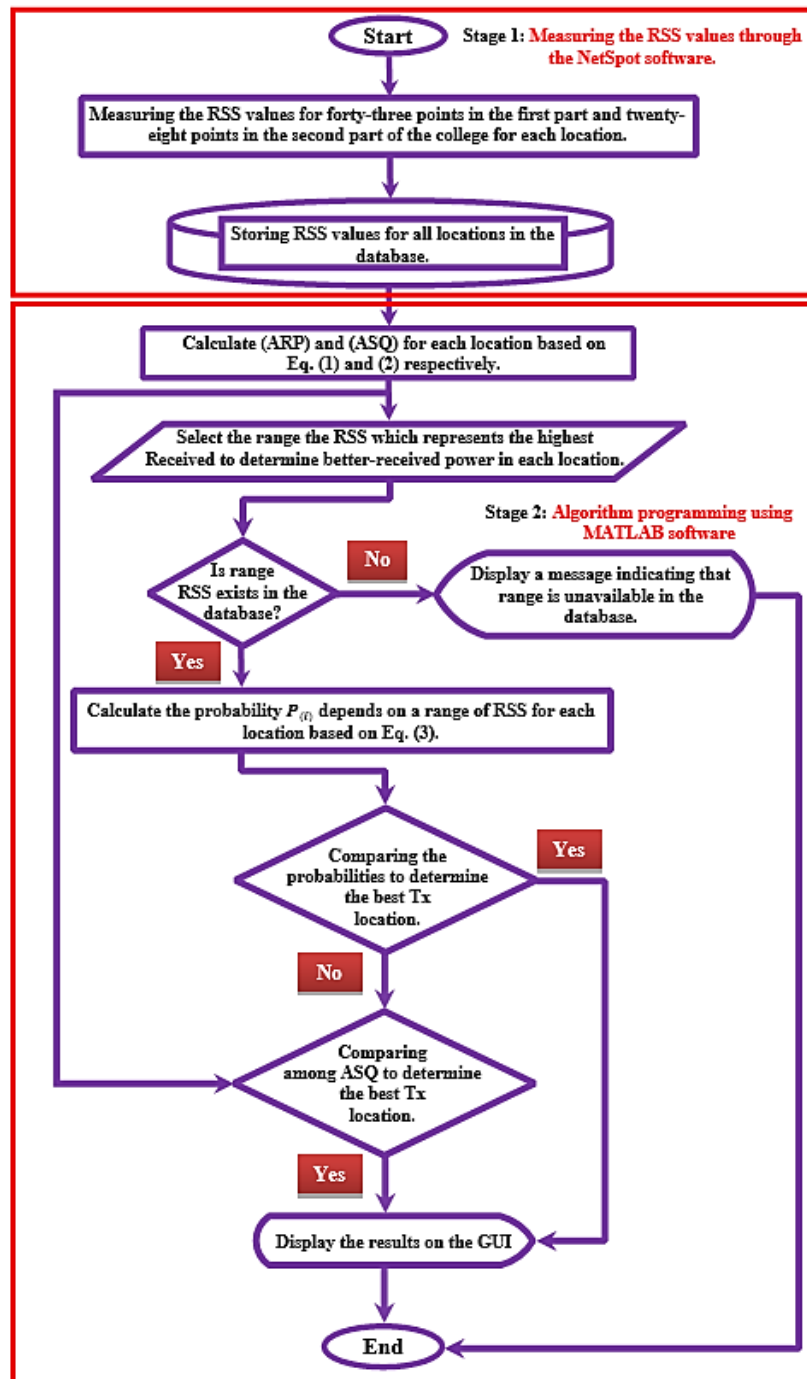 Start
Stage 1: Measuring the RSS values through
the NetSpot software.
Measuring the RSS values for forty-three points in the first part and twenty-
eight points in the second part of the college for each location.
Storing RSS values for all locations in the
database.
Calculate (ARP) and (ASQ) for each location based on
Eq. (1) and (2) respectively.
Select the range the RSS which represents the highest
Received to determine better-received power in each location.
Stage 2: Algorithm programming using
MATLAB software
Is range
RSS exists in the
database?
No
Display a message indicating that
range is unavailable in the
database.
Yes
Calculate the probability P(i) depends on a range of RSS for each
location based on Eq. (3).
Comparing the
probabilities to determine
the best Tx
location.
Yes
No
Comparing
among ASQ to determine
the best Tx
location.
Yes
Display the results on the GUI
End